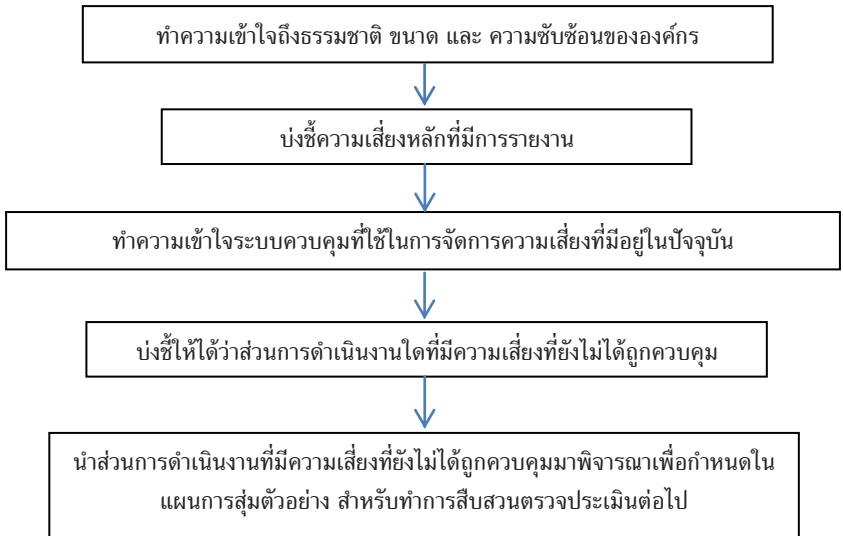 ทำความเข้าใจถึงธรรมชาติ ขนาด และ ความซับซ้อนขององค์กร
บ่งชี้ความเสี่ยงหลักที่มีการรายงาน
ทำความเข้าใจระบบควบคุมที่ใช้ในการจัดการความเสี่ยงที่มีอยู่ในปัจจุบัน
บ่งชี้ให้ได้ว่าส่วนการดำเนินงานใดที่มีความเสี่ยงที่ยังไม่ได้ถูกควบคุม
นำส่วนการดำเนินงานที่มีความเสี่ยงที่ยังไม่ได้ถูกควบคุมมาพิจารณาเพื่อกำหนดใน
แผนการสุ่มตัวอย่าง สำหรับทำการสืบสวนตรวจประเมินต่อไป